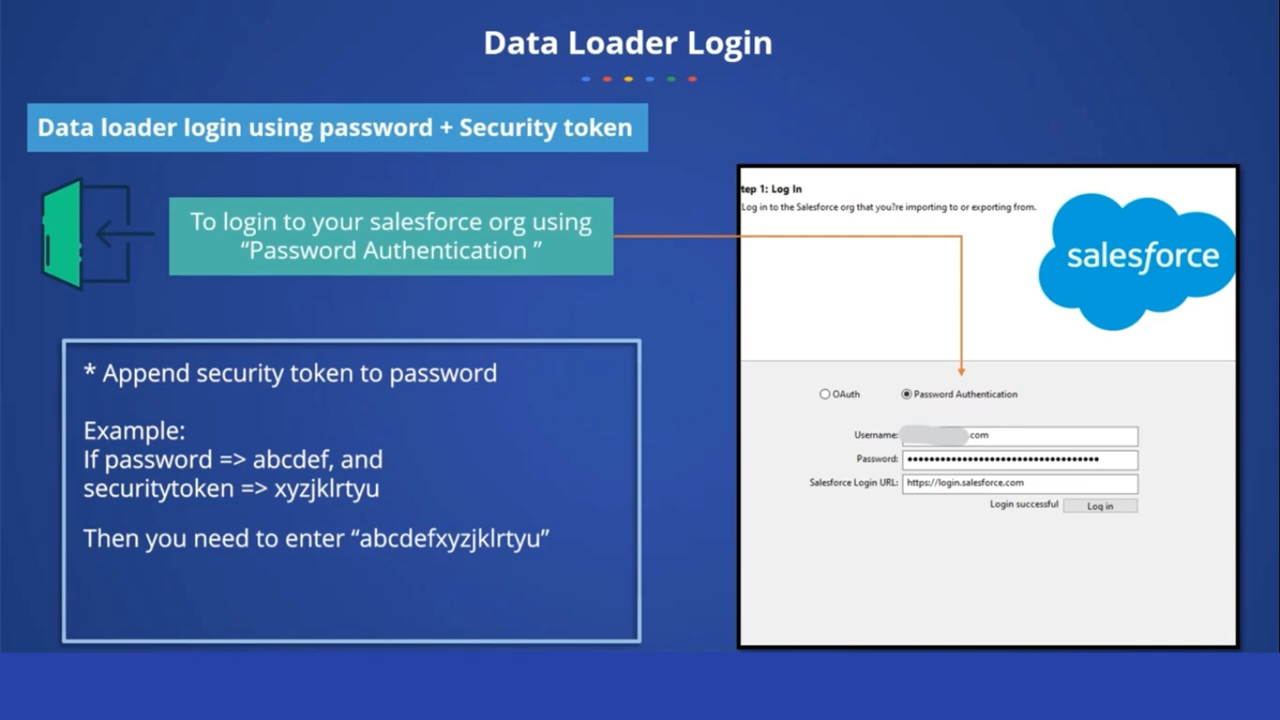 Data Loader Login
Data loader login using password + Security token
To login to your salesforce org using
“Password Authentication ”
* Append security token to password
Example:
If password => abcdef, and
securitytoken => xyzjklrtyu
Then you need to enter “abcdefxyzjklrtyu”
tep 1: Log In
Log in to the Salesforce org that you?re importing to or exporting from.
salesforce
OAuth
Password Authentication
Username: .com
Password: ••••••••••••••••••••••••••••••••••••
Salesforce Login URL: https://login.salesforce.com
Login successful Log in